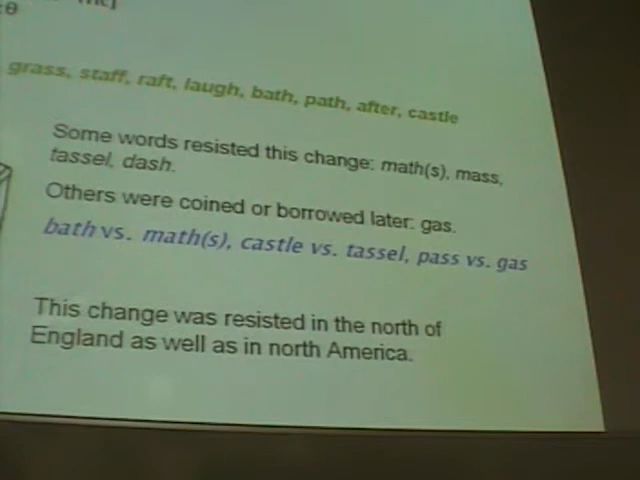 grass, staff, raft, laugh, bath, path, after, castle
Some words resisted this change: math(s), mass,
tassel, dash.
Others were coined or borrowed later: gas.
bath vs. math(s), castle vs. tassel, pass vs. gas
This change was resisted in the north of
England as well as in north America.